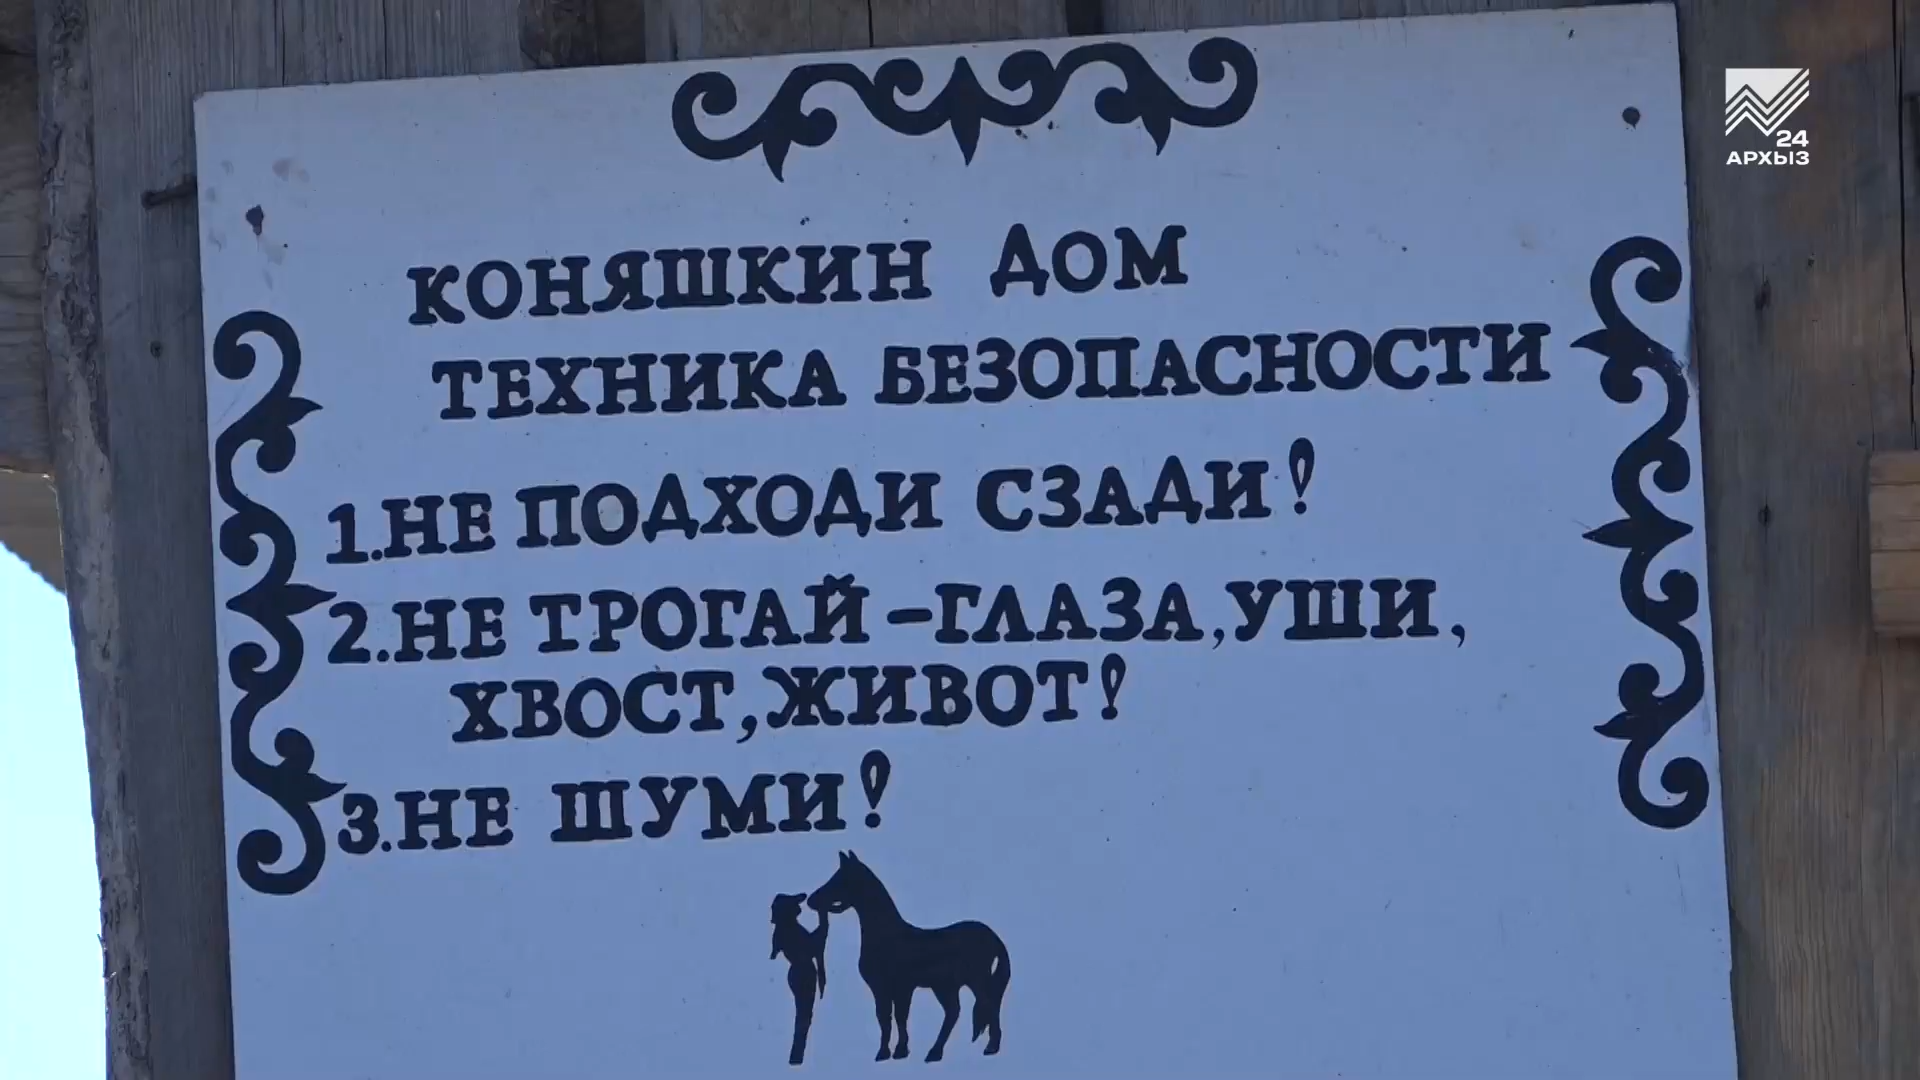 24
АРХЫЗ
КОНЯШКИН ДОМ
ТЕХНИКА БЕЗОПАСНОСТИ
1.НЕ ПОДХОДИ СЗАДИ!
2.НЕ ТРОГАЙ-ГЛАЗА,УШИ,
ХВОСТ,ЖИВОТ!
3.НЕ ШУМИ!